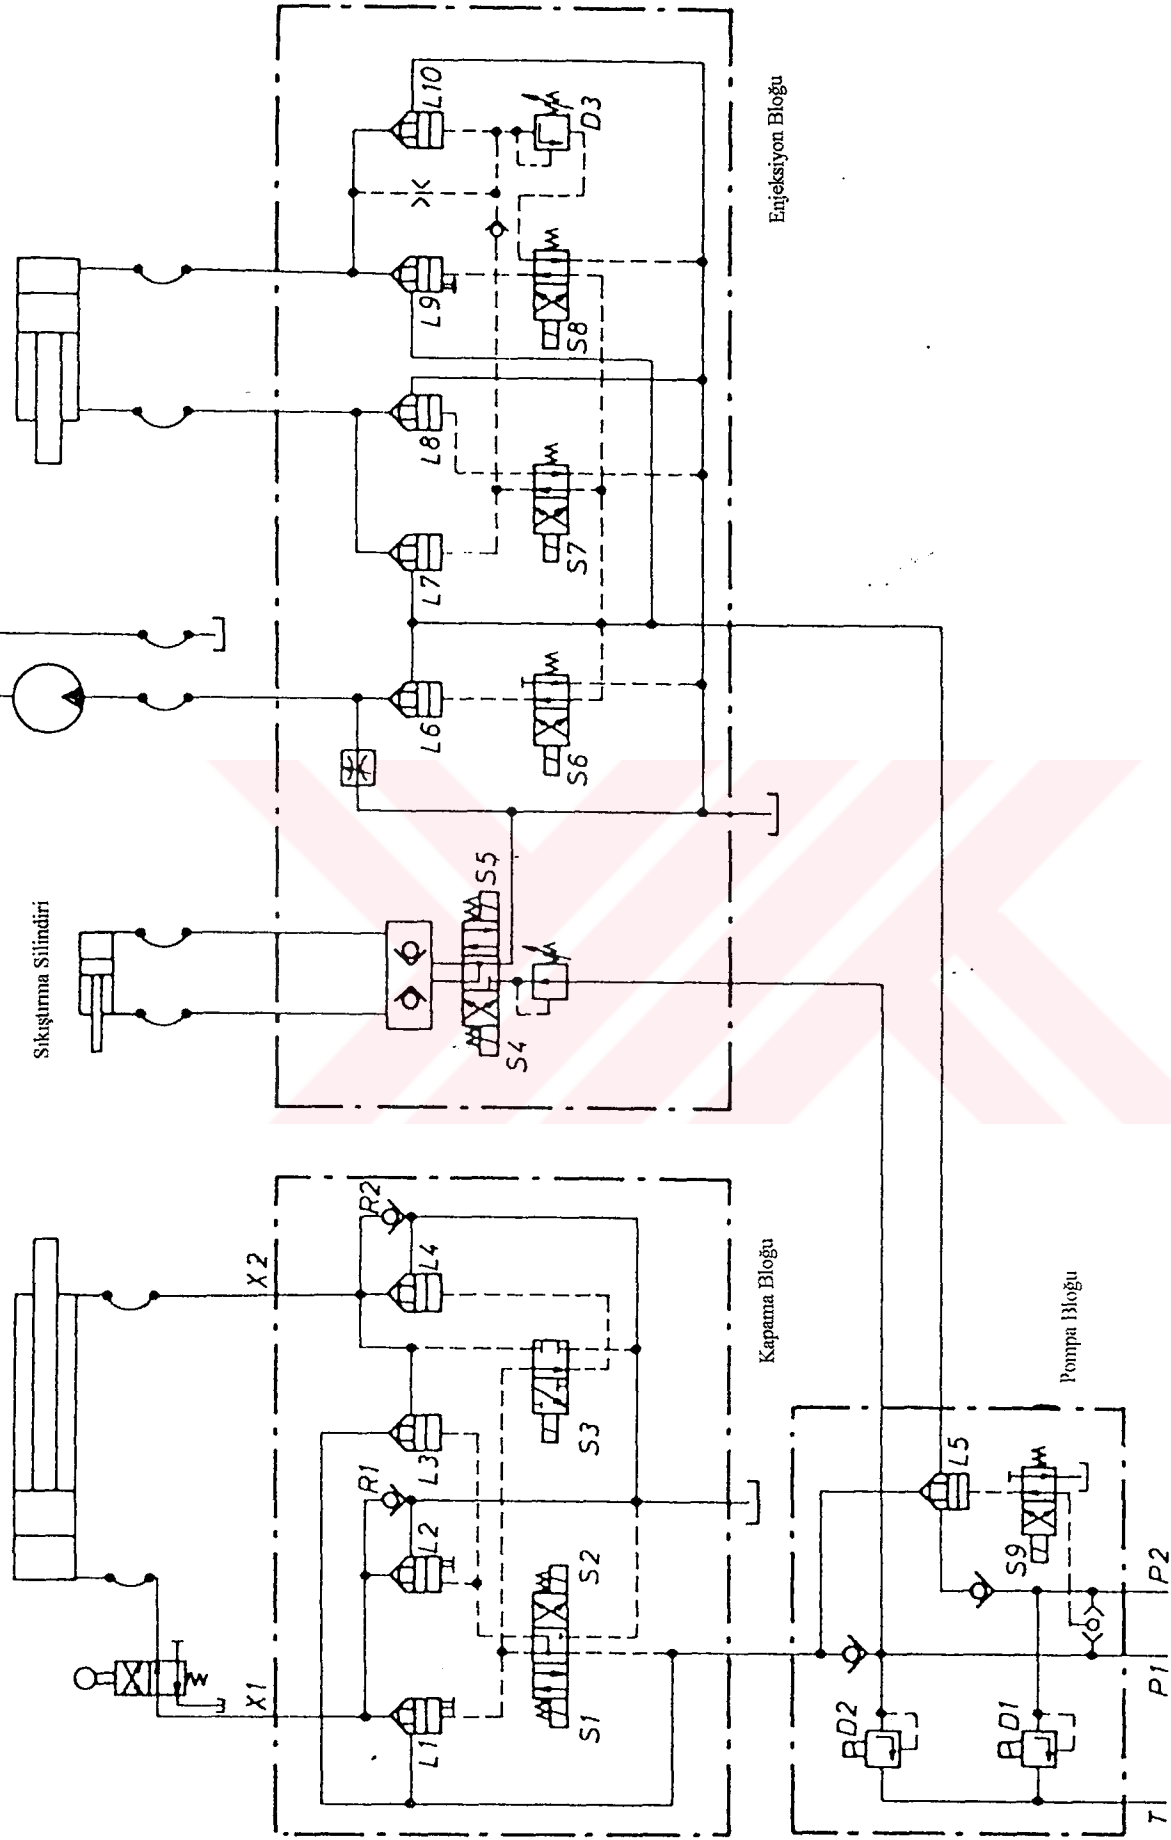 Sıkıştırma Silindiri
L10
D3
L9
S8
L8
S7
L7
L6
S6
S5
S4
Enjeksiyon Bloğu
X2
R2
L4
S3
L3
R1
L2
S2
S1
L1
X1
Kapama Bloğu
L5
S9
D2
D1
Pompa Bloğu
T
P1
P2